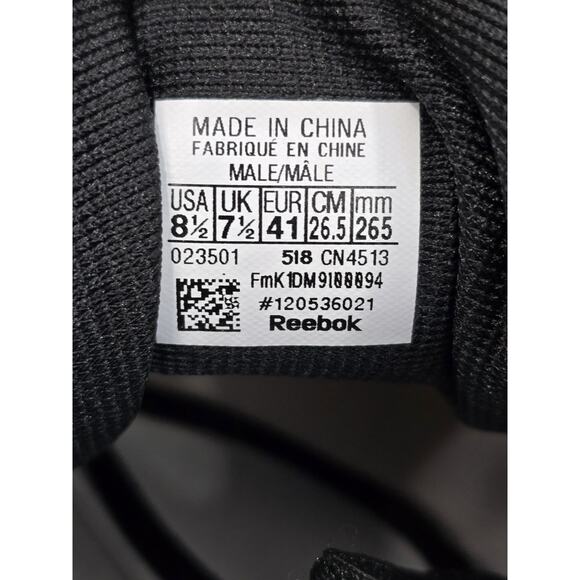 MADE IN CHINA
FABRIQUÉ EN CHINE
MALE/MÂLE
USA UK EUR CM mm
8½ 7½ 41 26.5 265
023501 518 CN4513
FmK1DM9I00094
#120536021
Reebok